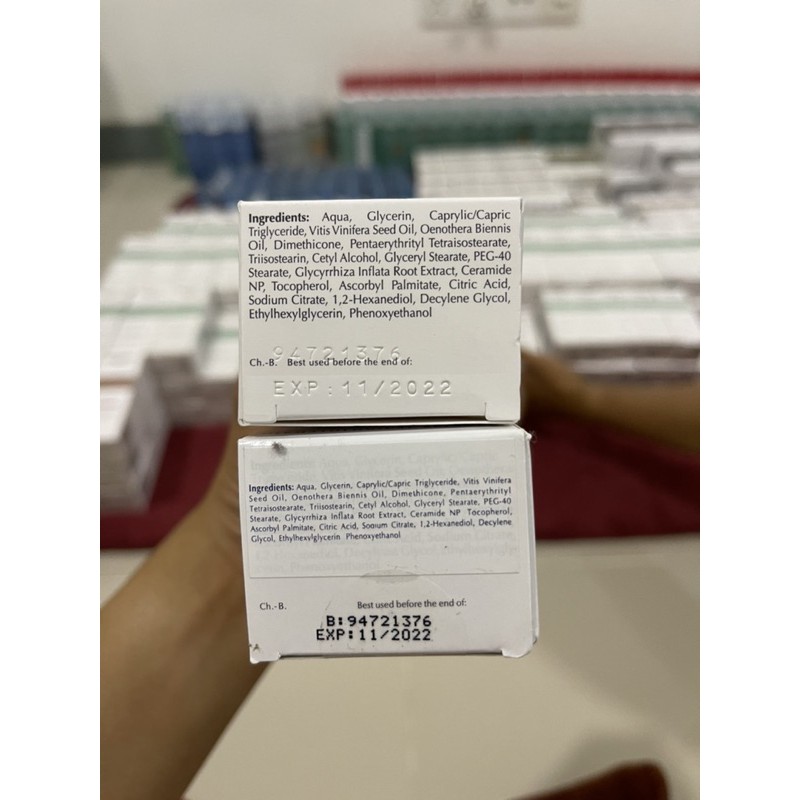 Ingredients: Aqua, Glycerin, Caprylic/Capric
Triglyceride, Vitis Vinifera Seed Oil, Oenothera Biennis
Oil, Dimethicone, Pentaerythrityl Tetraisostearate,
Triisostearin, Cetyl Alcohol, Glyceryl Stearate, PEG-40
Stearate, Glycyrrhiza Inflata Root Extract, Ceramide
NP, Tocopherol, Ascorbyl Palmitate, Citric Acid,
Sodium Citrate, 1,2-Hexanediol, Decylene Glycol,
Ethylhexylglycerin, Phenoxyethanol
94721376
Ch.-B. Best used before the end of:
EXP:11/2022
Ingredients: Aqua, Glycerin, Caprylic/Capric Triglyceride, Vitis Vinifera
Seed Oil, Oenothera Biennis Oil, Dimethicone, Pentaerythrityl
Tetraisostearate, Triisostearin, Cetyl Alcohol, Glyceryl Stearate, PEG-40
Stearate, Glycyrrhiza Inflata Root Extract, Ceramide NP Tocopherol,
Ascorbyl Palmitate, Citric Acid, Sodium Citrate, 1,2-Hexanediol, Decylene
Glycol, Ethylhexylglycerin Phenoxyethanol
Ch.-B. Best used before the end of:
B:94721376
EXP:11/2022